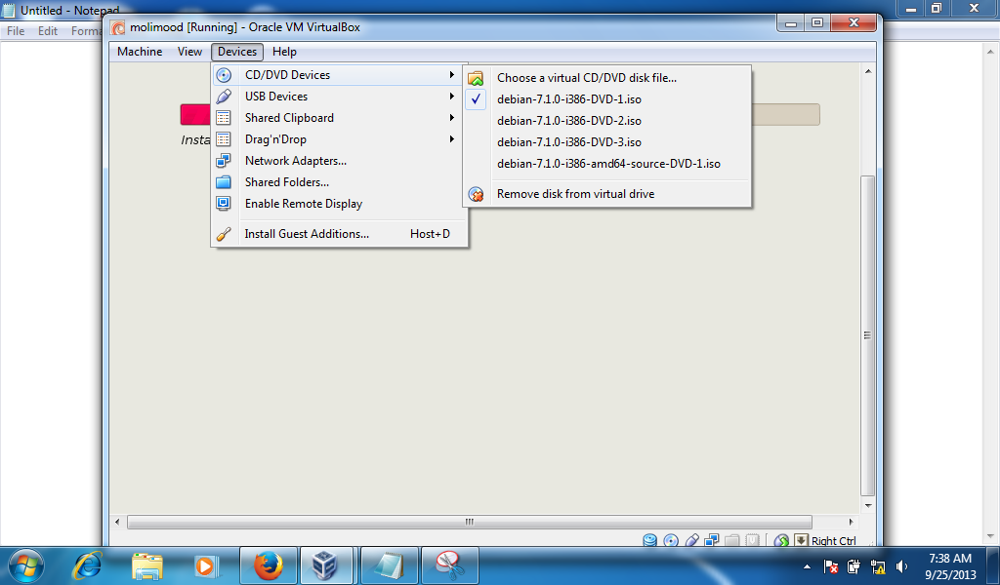 Untitled - Notepad
File Edit Forma
molimood [Running] - Oracle VM VirtualBox
Machine View Devices Help
CD/DVD Devices
USB Devices
Shared Clipboard
Drag'n'Drop
Network Adapters...
Shared Folders...
Enable Remote Display
Install Guest Additions... Host+D
Choose a virtual CD/DVD disk file...
debian-7.1.0-i386-DVD-1.iso
debian-7.1.0-i386-DVD-2.iso
debian-7.1.0-i386-DVD-3.iso
debian-7.1.0-i386-amd64-source-DVD-1.iso
Remove disk from virtual drive
Insta
Right Ctrl
7:38 AM
9/25/2013